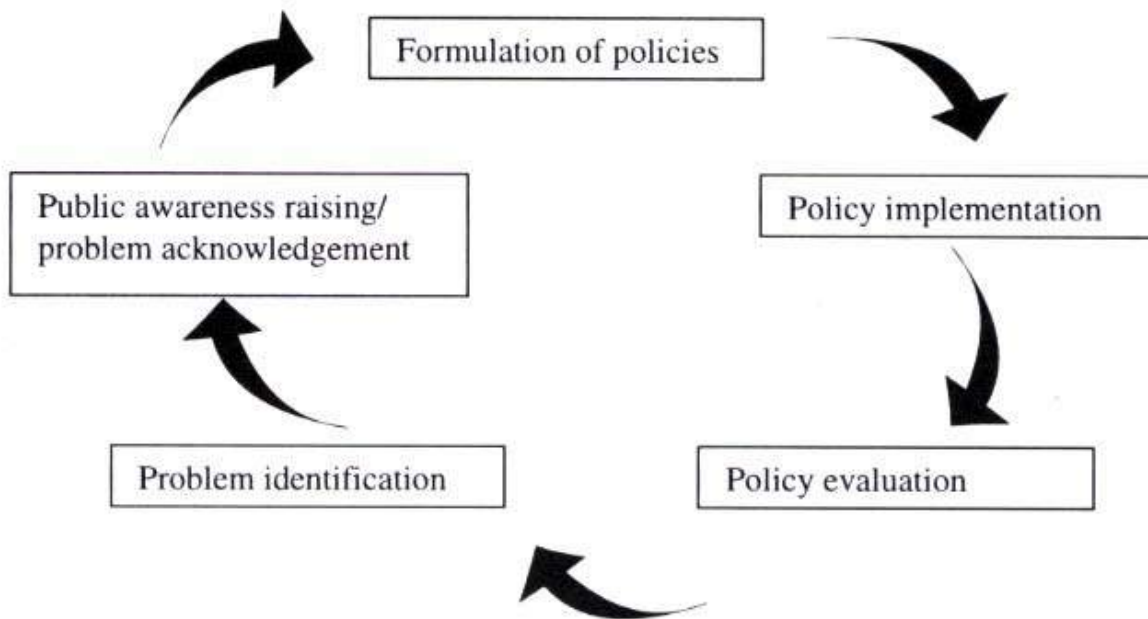 Formulation of policies
Public awareness raising/
problem acknowledgement
Policy implementation
Problem identification
Policy evaluation